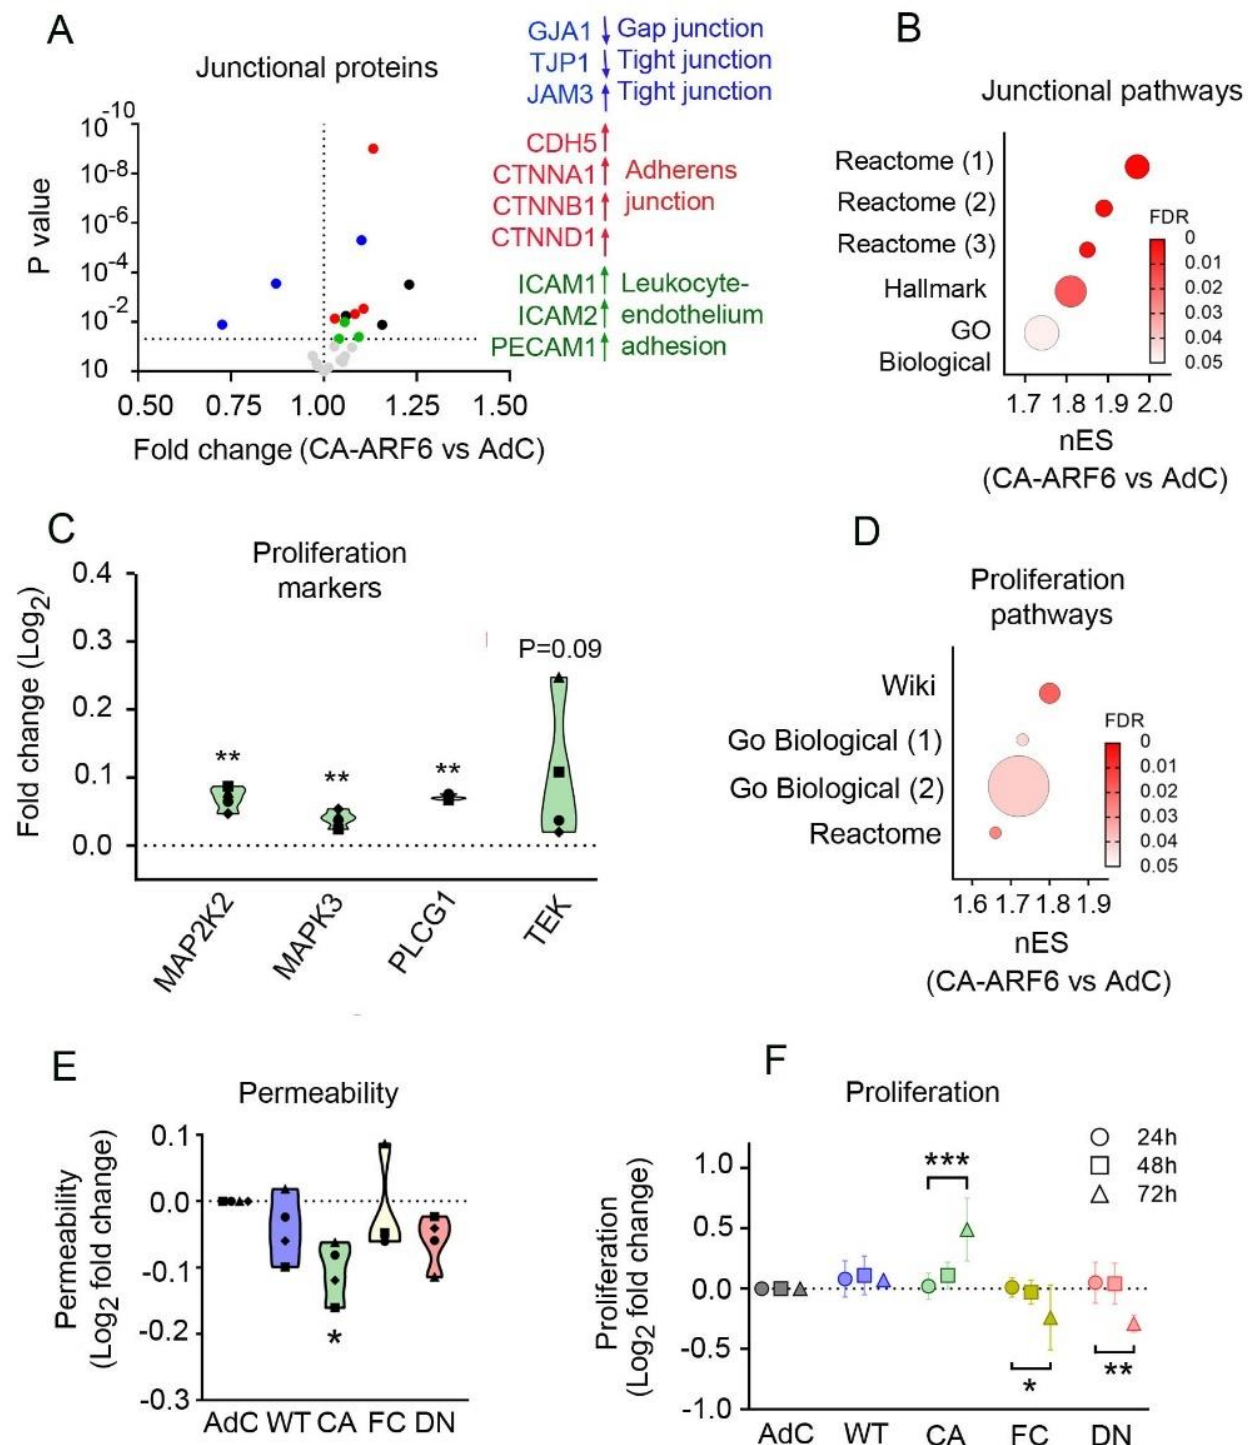 A
Junctional proteins
GJA1 ↓ Gap junction
TJP1 ↓ Tight junction
JAM3 ↑ Tight junction
CDH5 ↑
CTNNA1 ↑ Adherens
CTNNB1 ↑ junction
CTNND1 ↑
ICAM1 ↑ Leukocyte-
ICAM2 ↑ endothelium
PECAM1 ↑ adhesion
P value
10-10
10-8
10-6
10-4
10-2
10
0.50 0.75 1.00 1.25 1.50
Fold change (CA-ARF6 vs AdC)
B
Junctional pathways
Reactome (1)
Reactome (2)
Reactome (3)
Hallmark
GO
Biological
FDR
0
0.01
0.02
0.03
0.04
0.05
1.7 1.8 1.9 2.0
nES
(CA-ARF6 vs AdC)
C
Proliferation
markers
Fold change (Log2)
0.4
0.3
0.2
0.1
0.0
** ** ** P=0.09
MAP2K2 MAPK3 PLCG1 TEK
D
Proliferation
pathways
Wiki
Go Biological (1)
Go Biological (2)
Reactome
FDR
0
0.01
0.02
0.03
0.04
0.05
1.6 1.7 1.8 1.9
nES
(CA-ARF6 vs AdC)
E
Permeability
Permeability
(Log2 fold change)
0.1
0.0
-0.1
-0.2
-0.3
*
AdC WT CA FC DN
F
Proliferation
Proliferation
(Log2 fold change)
1.0
0.5
0.0
-0.5
-1.0
24h
48h
72h
***
*
**
AdC WT CA FC DN